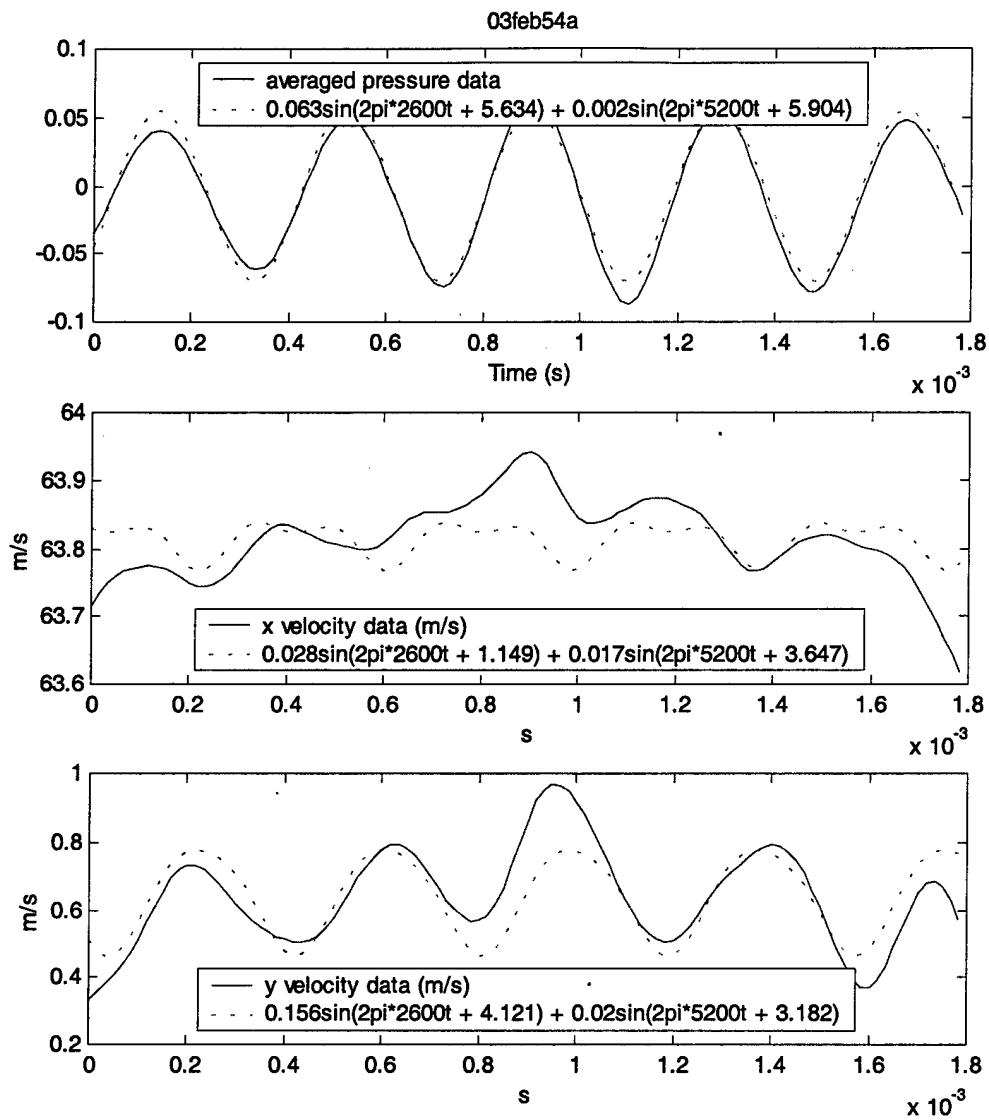 03feb54a
0.1
0.05
0
-0.05
-0.1
averaged pressure data
0.063sin(2pi*2600t + 5.634) + 0.002sin(2pi*5200t + 5.904)
0 0.2 0.4 0.6 0.8 1 1.2 1.4 1.6 1.8
Time (s)
x 10-3
64
63.9
63.8
63.7
63.6
m/s
x velocity data (m/s)
0.028sin(2pi*2600t + 1.149) + 0.017sin(2pi*5200t + 3.647)
0 0.2 0.4 0.6 0.8 1 1.2 1.4 1.6 1.8
s
x 10-3
1
0.8
0.6
0.4
0.2
m/s
y velocity data (m/s)
0.156sin(2pi*2600t + 4.121) + 0.02sin(2pi*5200t + 3.182)
0 0.2 0.4 0.6 0.8 1 1.2 1.4 1.6 1.8
s
x 10-3